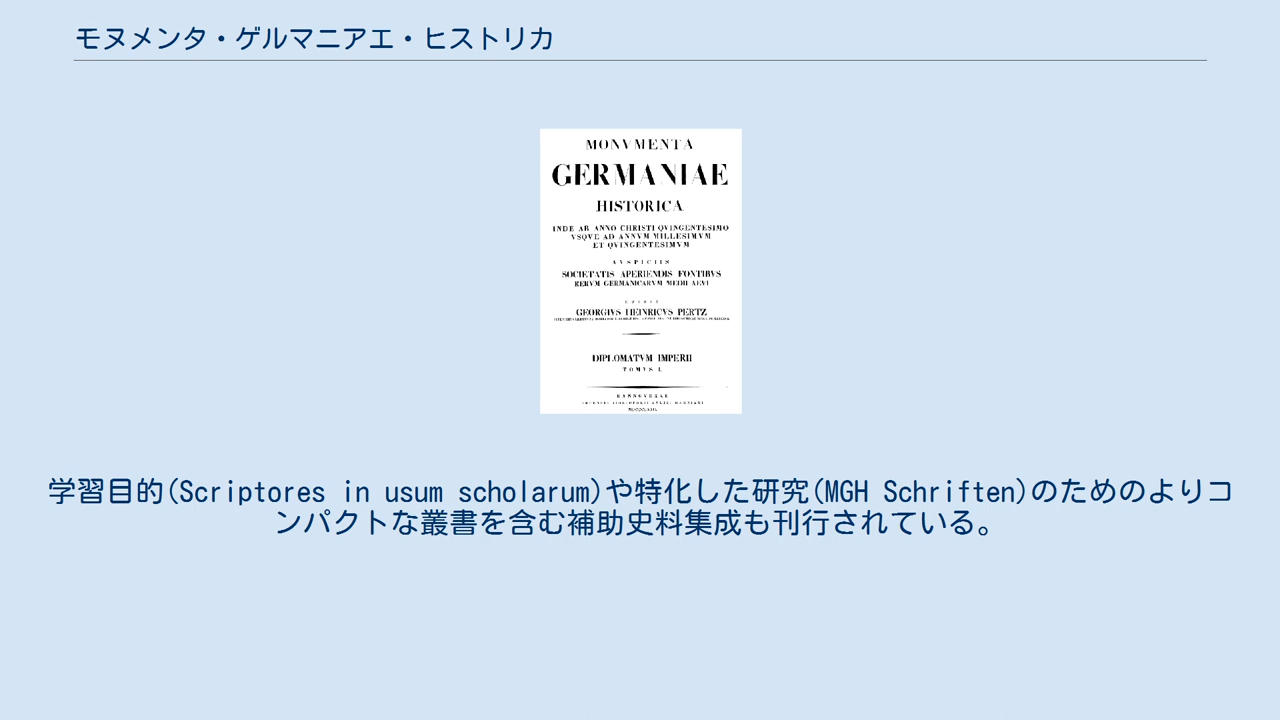 モヌメンタ・ゲルマニアエ・ヒストリカ
MONVMENTA
GERMANIAE
HISTORICA
INDE AB ANNO CHRISTI QVINGENTESIMO
VSQVE AD ANNVM MILLESIMVM
ET QVINGENTESIMVM
AVSPICIIS
SOCIETATIS APERIENDIS FONTIBVS
RERVM GERMANICARVM MEDII AEVI
EDIDIT
GEORGIVS HEINRICVS PERTZ
DIPLOMATVM IMPERII
TOMVS I.
HANNOVERAE
学習目的(Scriptores in usum scholarum)や特化した研究(MGH Schriften)のためのよりコ
ンパクトな叢書を含む補助史料集成も刊行されている。